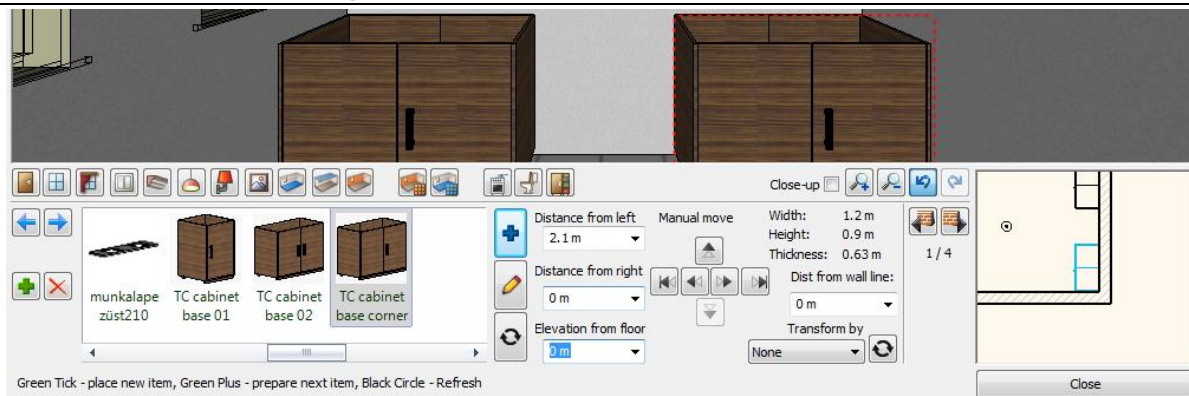 Close-up
Distance from left
2.1 m
Distance from right
0 m
Elevation from floor
0 m
Manual move
Width: 1.2 m
Height: 0.9 m
Thickness: 0.63 m
Dist from wall line:
0 m
Transform by
None
1 / 4
munkalape
züst210
TC cabinet
base 01
TC cabinet
base 02
TC cabinet
base corner
Green Tick - place new item, Green Plus - prepare next item, Black Circle - Refresh
Close